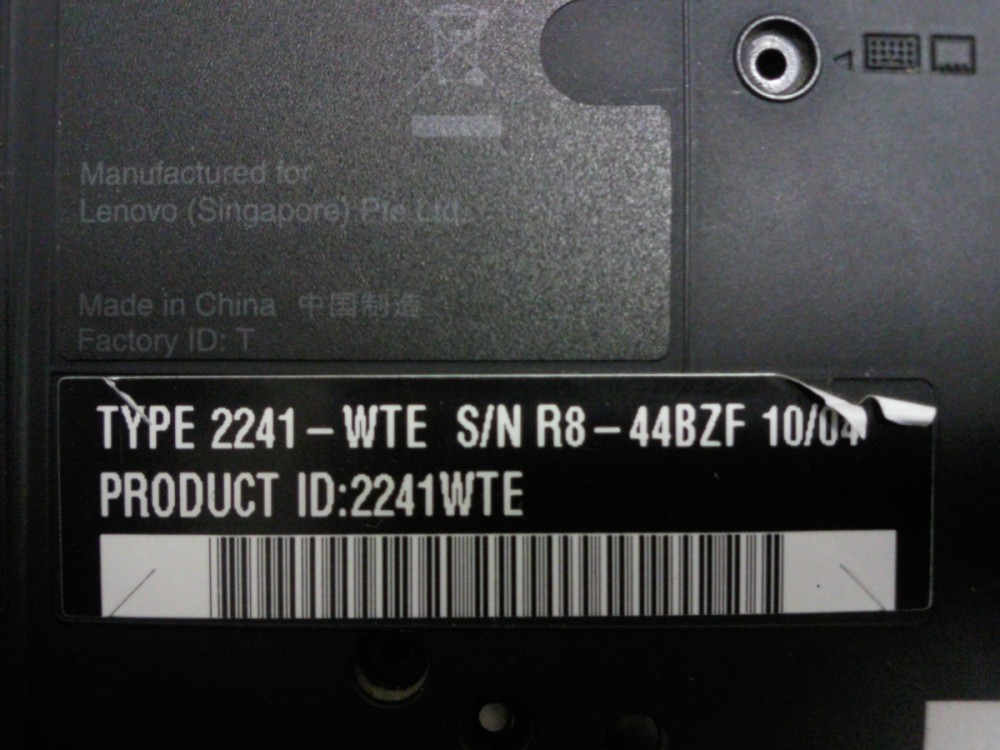 Manufactured for
Lenovo (Singapore) Pte Ltd.
Made in China 中国制造
Factory ID: T
TYPE 2241-WTE S/N R8-44BZF 10/04
PRODUCT ID:2241WTE